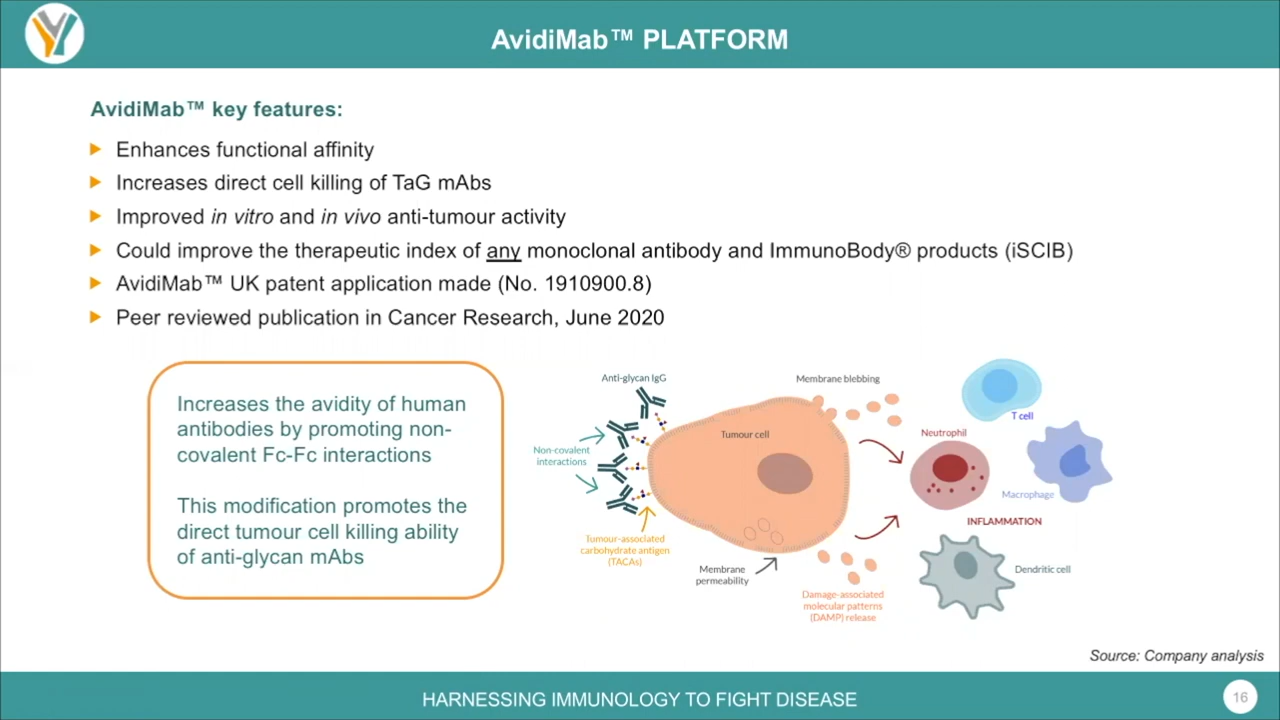 AvidiMab™ PLATFORM
AvidiMab™ key features:
Enhances functional affinity
Increases direct cell killing of TaG mAbs
Improved in vitro and in vivo anti-tumour activity
Could improve the therapeutic index of any monoclonal antibody and ImmunoBody® products (iSCIB)
AvidiMab™ UK patent application made (No. 1910900.8)
Peer reviewed publication in Cancer Research, June 2020
Increases the avidity of human
antibodies by promoting non-
covalent Fc-Fc interactions
This modification promotes the
direct tumour cell killing ability
of anti-glycan mAbs
Anti-glycan IgG
Non-covalent
interactions
Tumour-associated
carbohydrate antigen
(TACAs)
Tumour cell
Membrane blebbing
Membrane
permeability
Damage-associated
molecular patterns
(DAMP) release
T cell
Neutrophil
Macrophage
INFLAMMATION
Dendritic cell
Source: Company analysis
HARNESSING IMMUNOLOGY TO FIGHT DISEASE
16